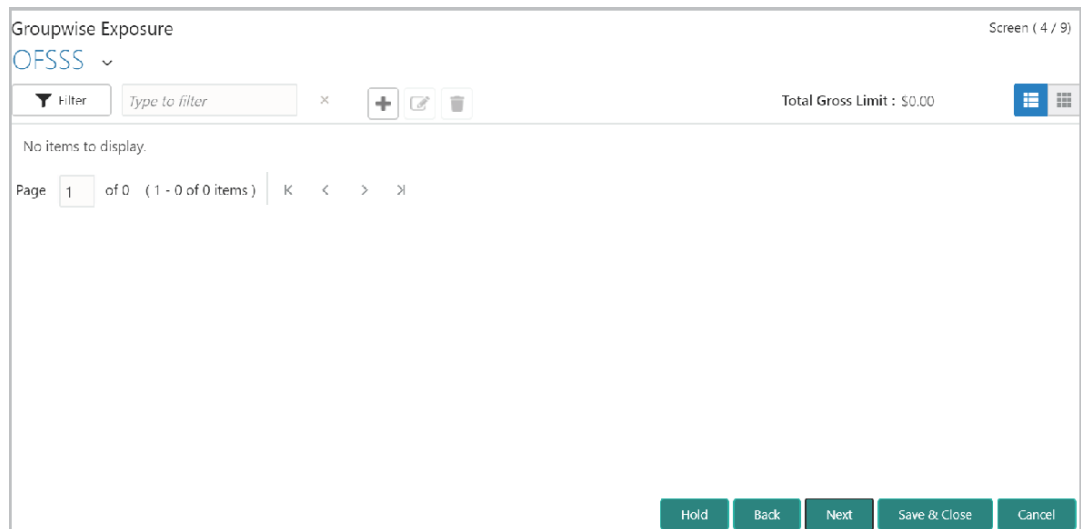 Groupwise Exposure
Screen ( 4 / 9)
OFSSS
Filter Type to filter Total Gross Limit : $0.00
No items to display.
Page 1 of 0 ( 1 - 0 of 0 items )
Hold Back Next Save & Close Cancel